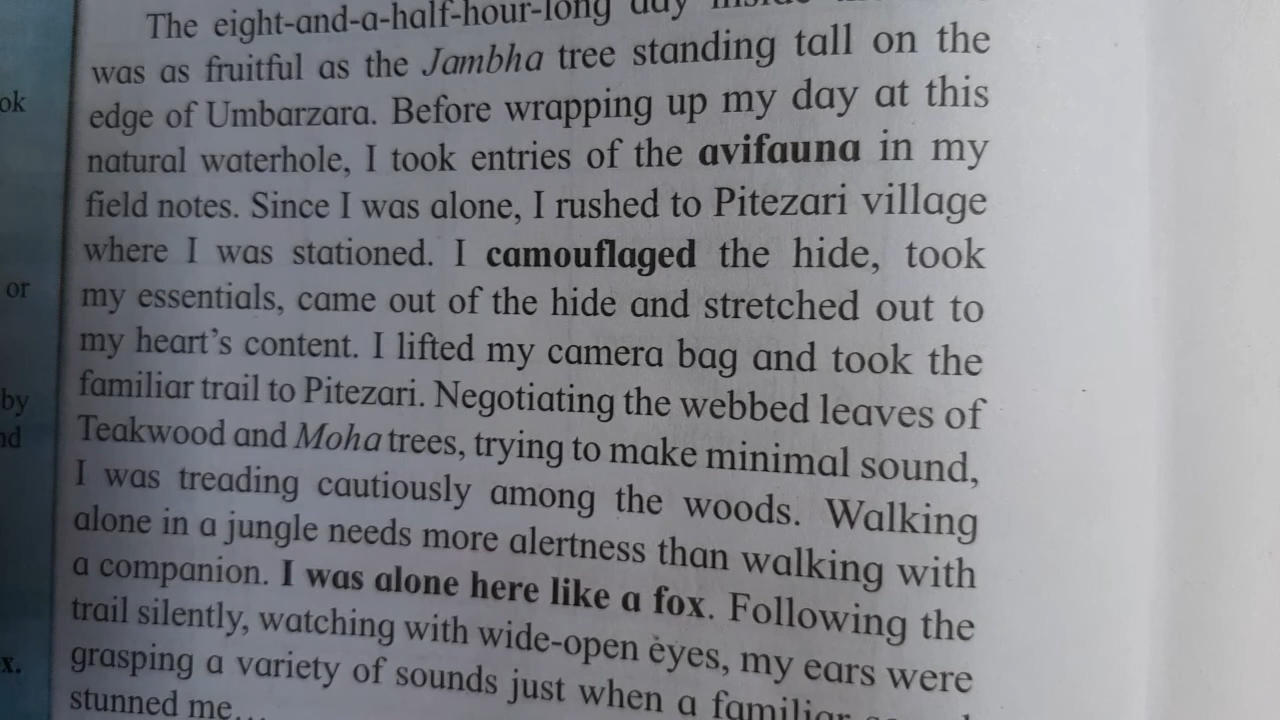 The eight-and-a-half-hour-long day inside
was as fruitful as the Jambha tree standing tall on the
edge of Umbarzara. Before wrapping up my day at this
natural waterhole, I took entries of the avifauna in my
field notes. Since I was alone, I rushed to Pitezari village
where I was stationed. I camouflaged the hide, took
my essentials, came out of the hide and stretched out to
my heart's content. I lifted my camera bag and took the
familiar trail to Pitezari. Negotiating the webbed leaves of
Teakwood and Moha trees, trying to make minimal sound,
I was treading cautiously among the woods. Walking
alone in a jungle needs more alertness than walking with
a companion. I was alone here like a fox. Following the
trail silently, watching with wide-open eyes, my ears were
grasping a variety of sounds just when a familiar
stunned me...
ok
or
by
nd
x.